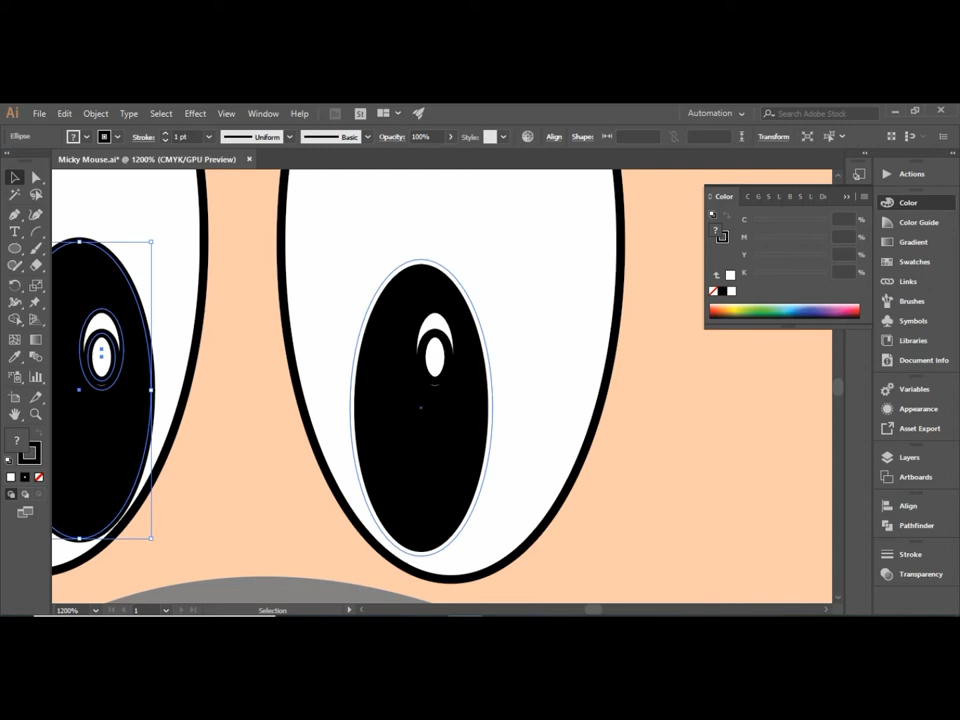 Ai File Edit Object Type Select Effect View Window Help Br St Automation Search Adobe Stock
Ellipse ? Stroke: 1 pt Uniform Basic Opacity: 100% Style: Align Shape: Transform
Micky Mouse.ai* @ 1200% (CMYK/GPU Preview)
Actions
Color C G S L B S L De
Color
C %
Color Guide
M %
Gradient
Y %
Swatches
K %
Links
Brushes
Symbols
Libraries
Document Info
Variables
Appearance
Asset Export
Layers
Artboards
Align
Pathfinder
Stroke
Transparency
?
1200% 1 Selection